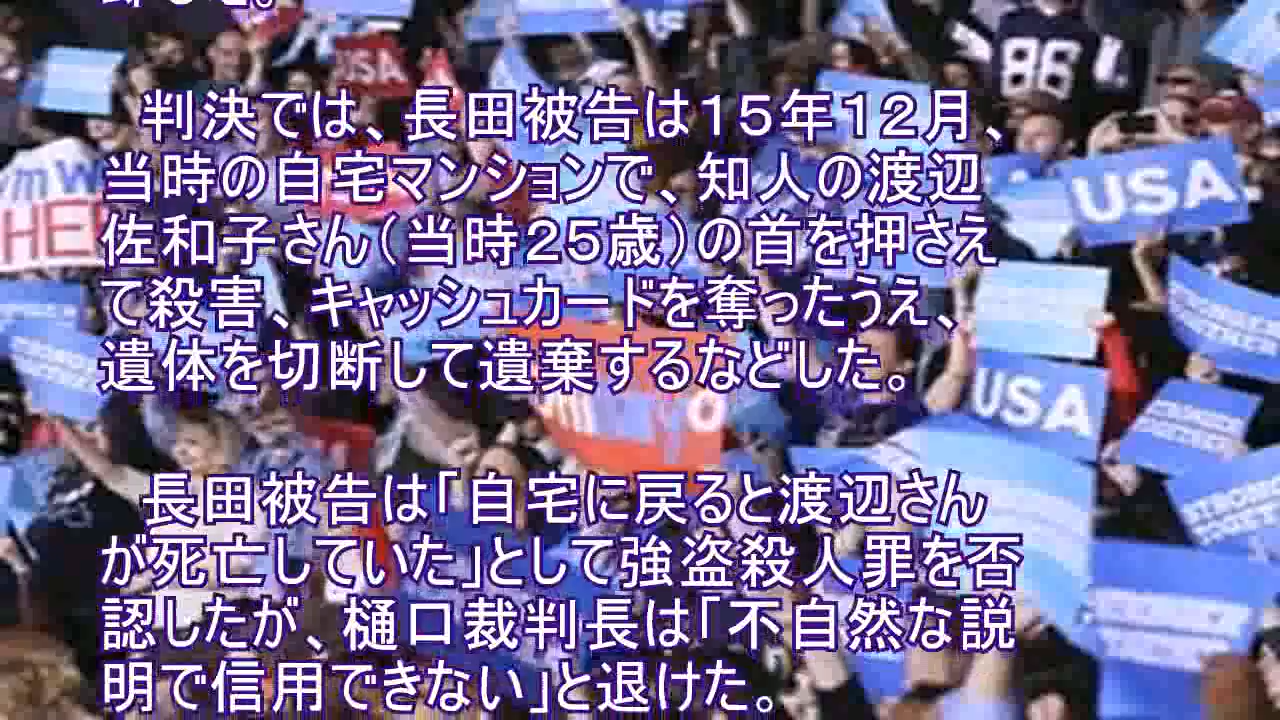 判決では、長田被告は15年12月、
当時の自宅マンションで、知人の渡辺
佐和子さん(当時25歳)の首を押さえ
て殺害、キャッシュカードを奪ったうえ、
遺体を切断して遺棄するなどした。
長田被告は「自宅に戻ると渡辺さん
が死亡していた」として強盗殺人罪を否
認したが、樋口裁判長は「不自然な説
明で信用できない」と退けた。
USA
88
USA
USA